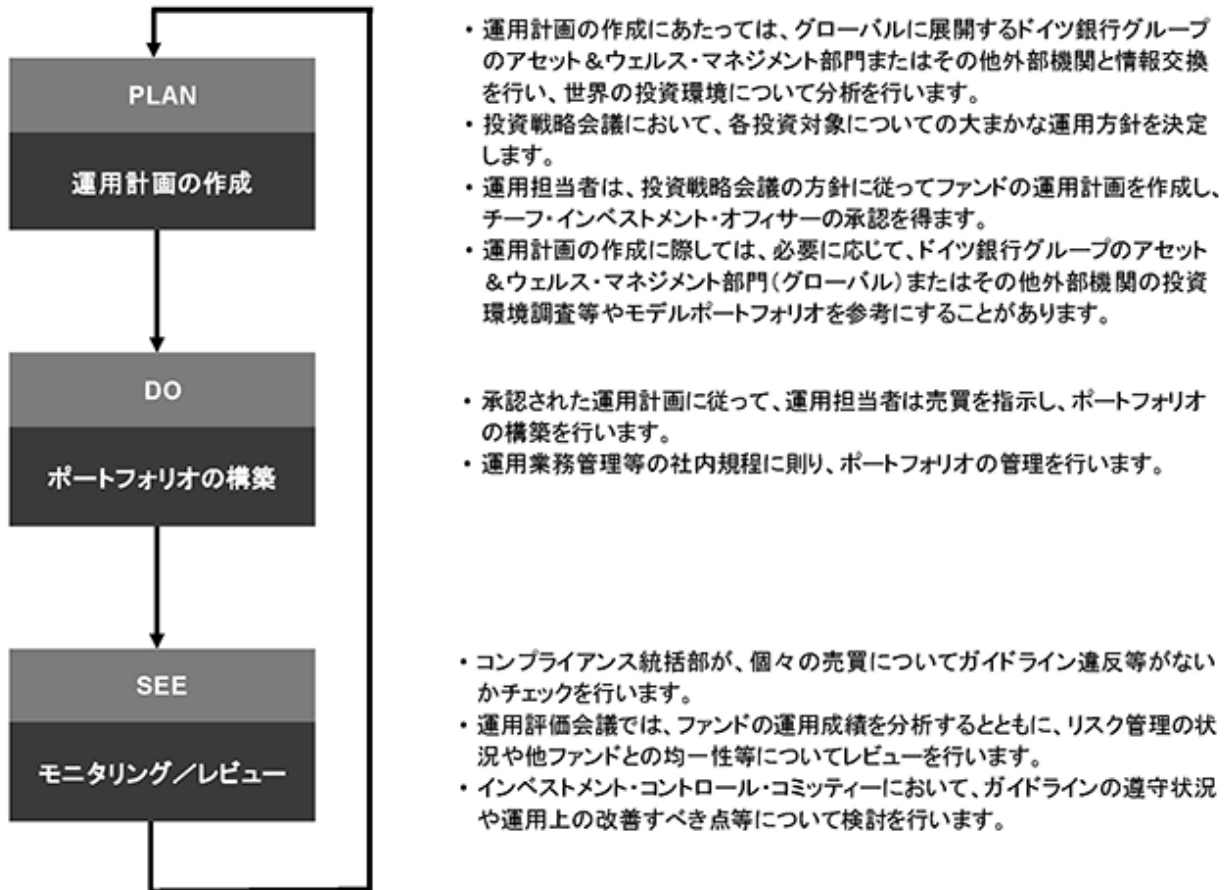 PLAN
運用計画の作成
・運用計画の作成にあたっては、グローバルに展開するドイツ銀行グループ
のアセット＆ウェルス・マネジメント部門またはその他外部機関と情報交換
を行い、世界の投資環境について分析を行います。
・投資戦略会議において、各投資対象についての大まかな運用方針を決定
します。
・運用担当者は、投資戦略会議の方針に従ってファンドの運用計画を作成し、
チーフ・インベストメント・オフィサーの承認を得ます。
・運用計画の作成に際しては、必要に応じて、ドイツ銀行グループのアセット
＆ウェルス・マネジメント部門（グローバル）またはその他外部機関の投資
環境調査等やモデルポートフォリオを参考にすることがあります。
DO
ポートフォリオの構築
・承認された運用計画に従って、運用担当者は売買を指示し、ポートフォリオ
の構築を行います。
・運用業務管理等の社内規程に則り、ポートフォリオの管理を行います。
SEE
モニタリング／レビュー
・コンプライアンス統括部が、個々の売買についてガイドライン違反等がない
かチェックを行います。
・運用評価会議では、ファンドの運用成績を分析するとともに、リスク管理の状
況や他ファンドとの均一性等についてレビューを行います。
・インベストメント・コントロール・コミッティーにおいて、ガイドラインの遵守状況
や運用上の改善すべき点等について検討を行います。